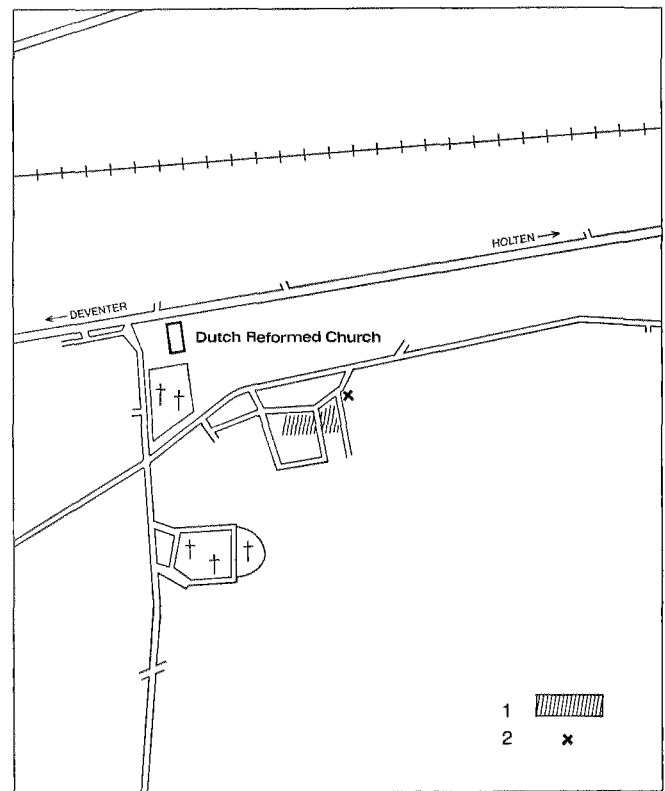 HOLTEN →
← DEVENTER
Dutch Reformed Church
1
2